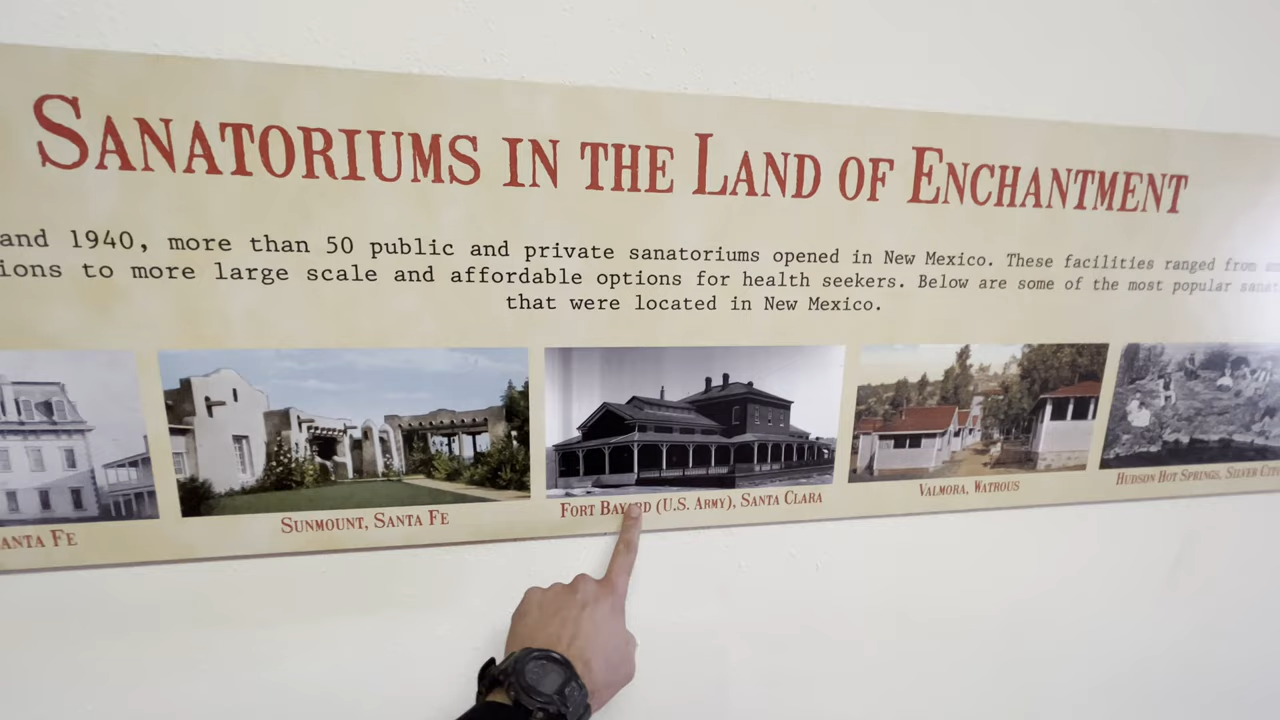 SANATORIUMS IN THE LAND OF ENCHANTMENT
and 1940, more than 50 public and private sanatoriums opened in New Mexico. These facilities ranged from
ions to more large scale and affordable options for health seekers. Below are some of the most popular
that were located in New Mexico.
ANTA FE
SUNMOUNT, SANTA FE
FORT BAYARD (U.S. ARMY), SANTA CLARA
VALMORA, WATROUS
HUDSON HOT SPRINGS, SILVER